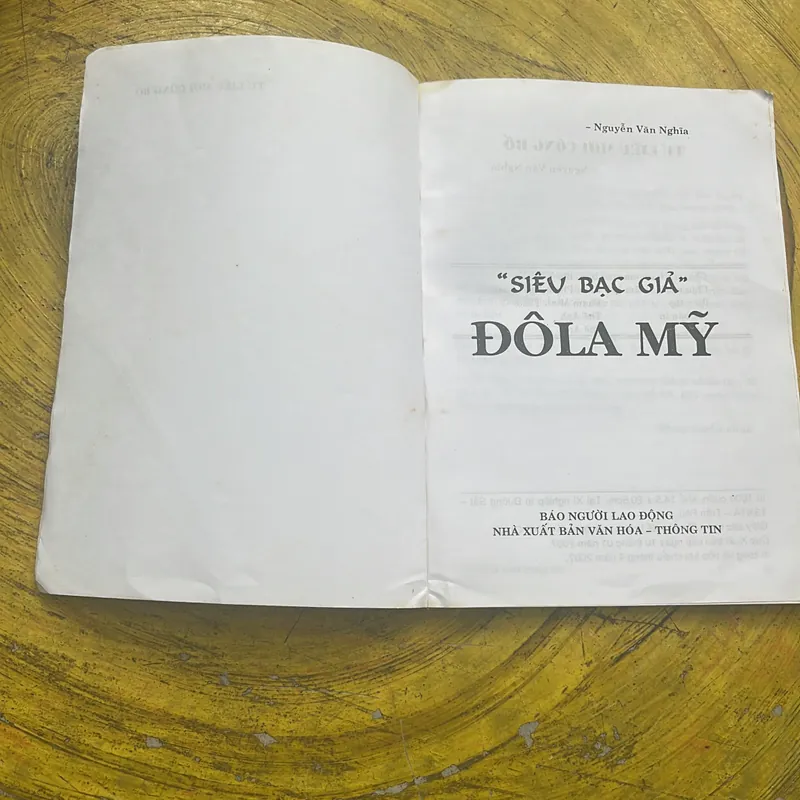 – Nguyễn Văn Nghĩa
“SIÊU BẠC GIẢ”
ĐÔLA MỸ
BÁO NGƯỜI LAO ĐỘNG
NHÀ XUẤT BẢN VĂN HÓA – THÔNG TIN